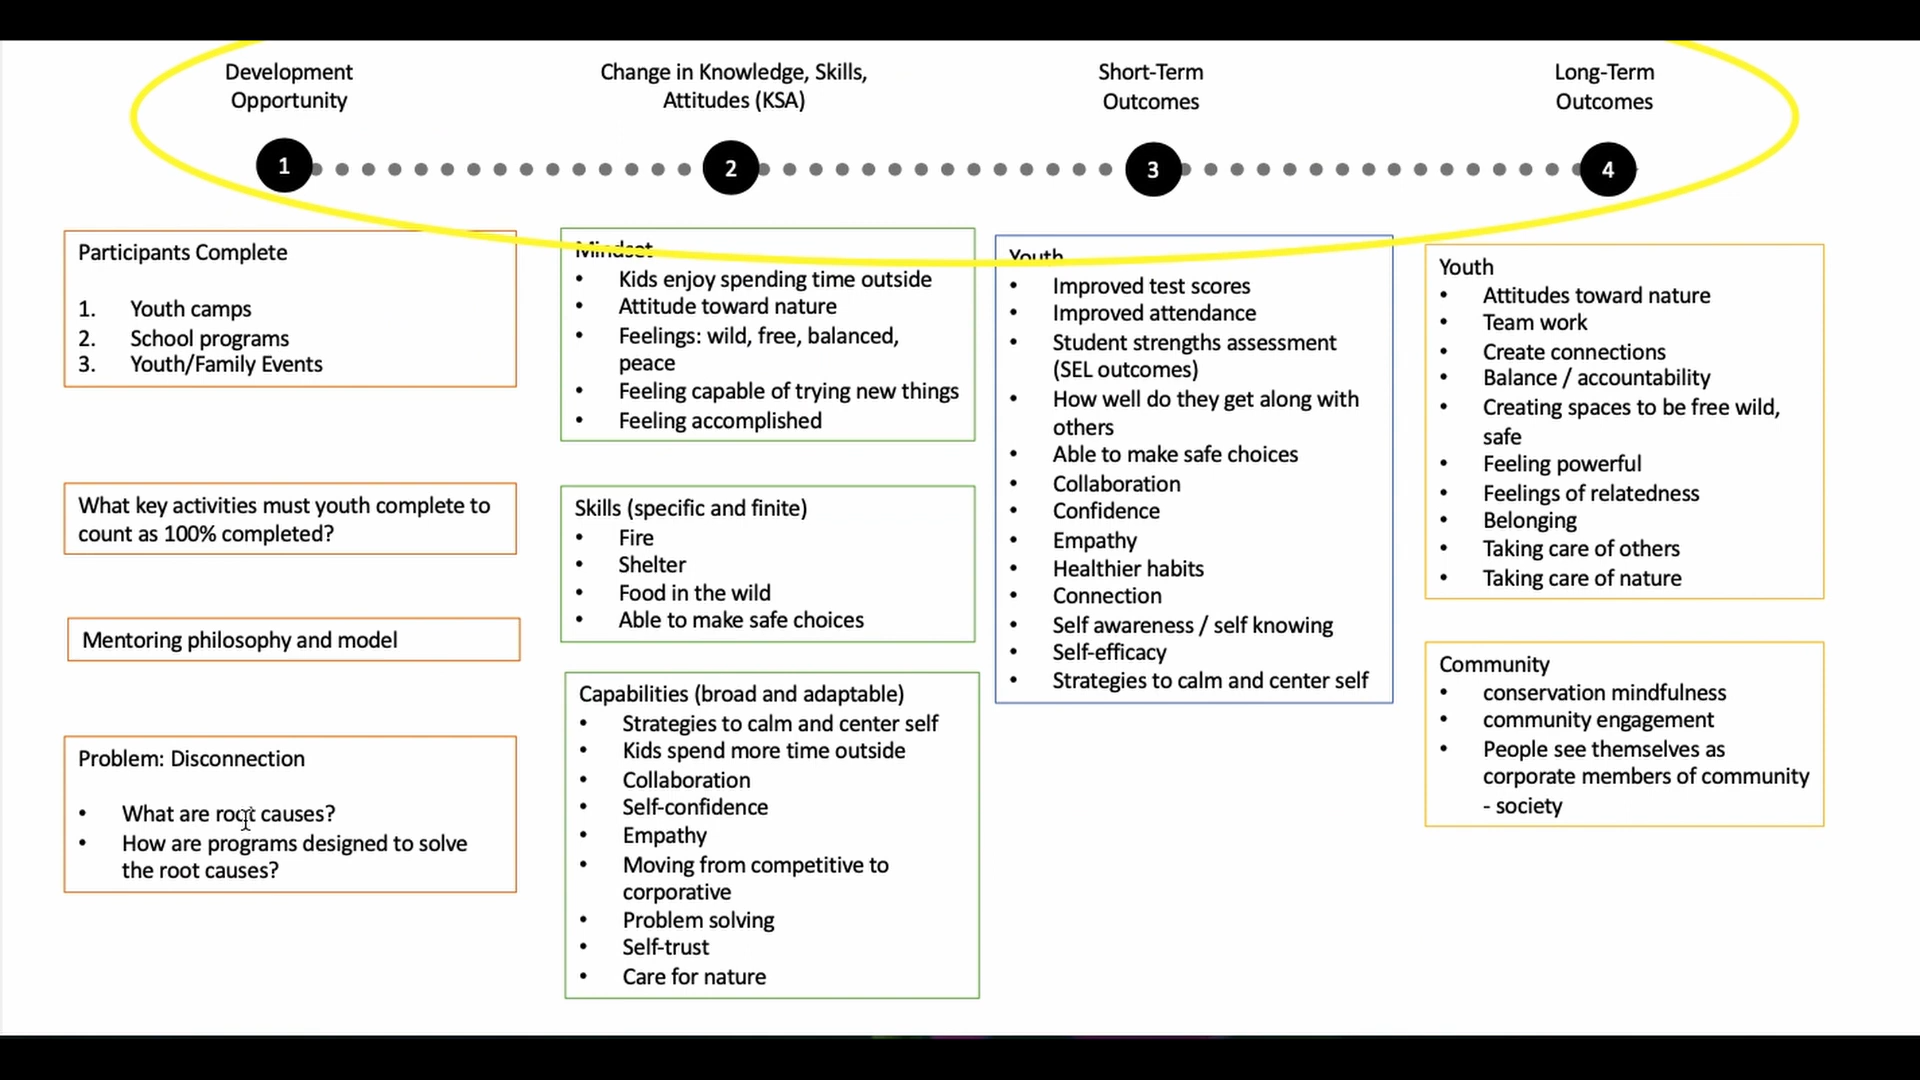 Development
Opportunity
Change in Knowledge, Skills,
Attitudes (KSA)
Short-Term
Outcomes
Long-Term
Outcomes
1
2
3
4
Participants Complete
1. Youth camps
2. School programs
3. Youth/Family Events
What key activities must youth complete to
count as 100% completed?
Mentoring philosophy and model
Problem: Disconnection
• What are root causes?
• How are programs designed to solve
the root causes?
Mindset
• Kids enjoy spending time outside
• Attitude toward nature
• Feelings: wild, free, balanced,
peace
• Feeling capable of trying new things
• Feeling accomplished
Skills (specific and finite)
• Fire
• Shelter
• Food in the wild
• Able to make safe choices
Capabilities (broad and adaptable)
• Strategies to calm and center self
• Kids spend more time outside
• Collaboration
• Self-confidence
• Empathy
• Moving from competitive to
corporative
• Problem solving
• Self-trust
• Care for nature
Youth
• Improved test scores
• Improved attendance
• Student strengths assessment
(SEL outcomes)
• How well do they get along with
others
• Able to make safe choices
• Collaboration
• Confidence
• Empathy
• Healthier habits
• Connection
• Self awareness / self knowing
• Self-efficacy
• Strategies to calm and center self
Youth
• Attitudes toward nature
• Team work
• Create connections
• Balance / accountability
• Creating spaces to be free wild,
safe
• Feeling powerful
• Feelings of relatedness
• Belonging
• Taking care of others
• Taking care of nature
Community
• conservation mindfulness
• community engagement
• People see themselves as
corporate members of community
- society